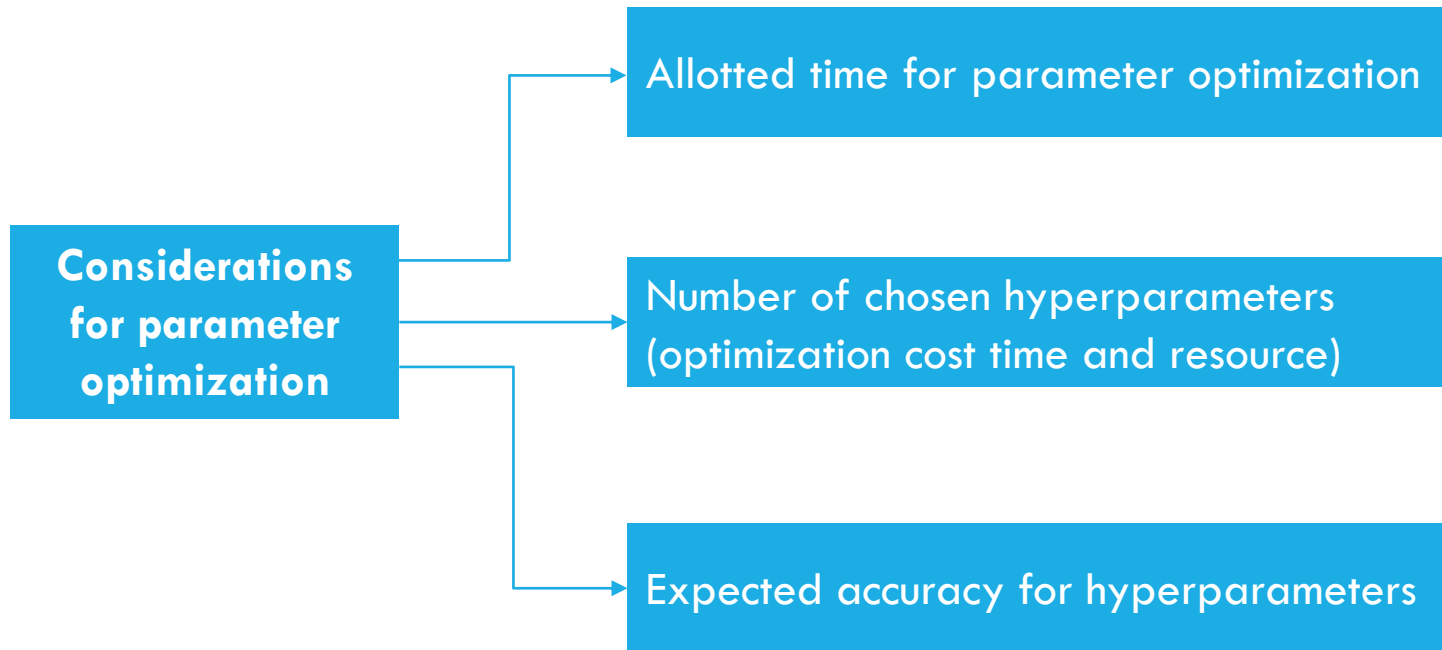 Considerations
for parameter
optimization
Allotted time for parameter optimization
Number of chosen hyperparameters
(optimization cost time and resource)
Expected accuracy for hyperparameters